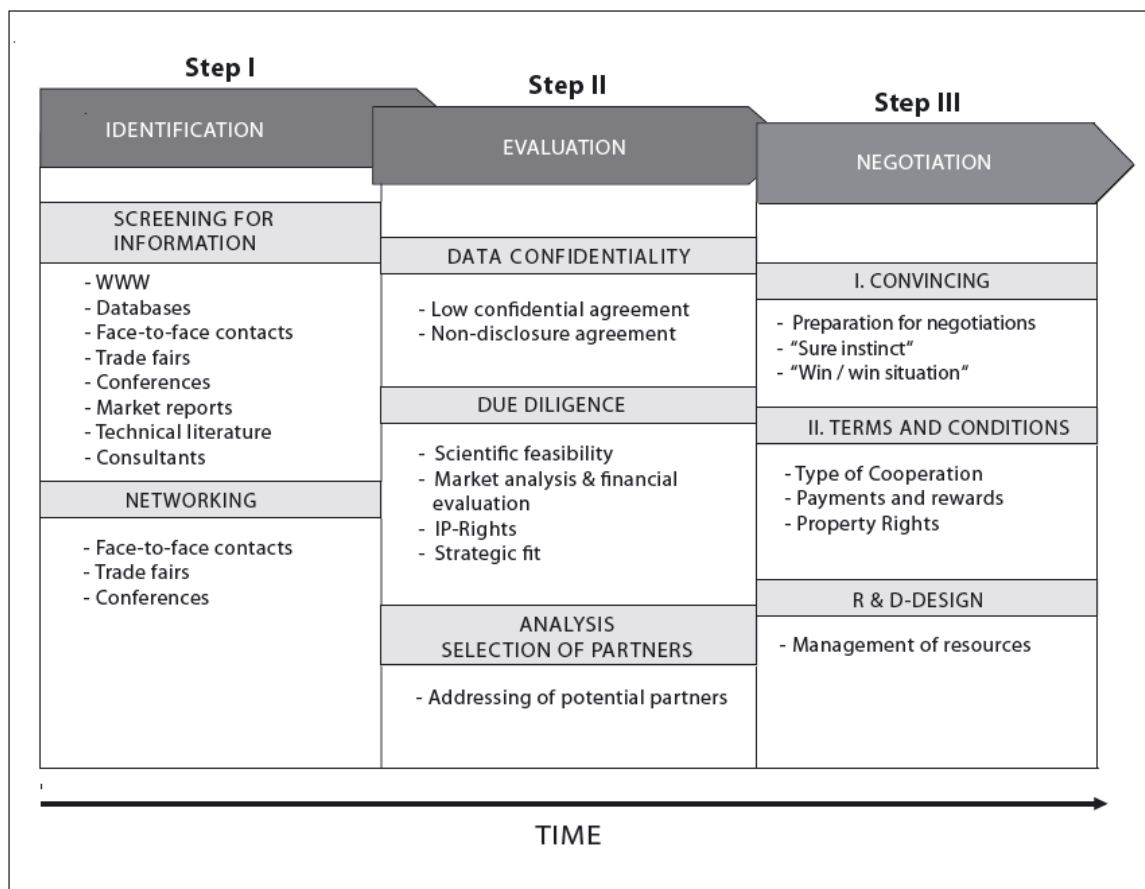 Step I
IDENTIFICATION
SCREENING FOR
INFORMATION
- WWW
- Databases
- Face-to-face contacts
- Trade fairs
- Conferences
- Market reports
- Technical literature
- Consultants
NETWORKING
- Face-to-face contacts
- Trade fairs
- Conferences
Step II
EVALUATION
DATA CONFIDENTIALITY
- Low confidential agreement
- Non-disclosure agreement
DUE DILIGENCE
- Scientific feasibility
- Market analysis & financial
evaluation
- IP-Rights
- Strategic fit
ANALYSIS
SELECTION OF PARTNERS
- Addressing of potential partners
Step III
NEGOTIATION
I. CONVINCING
- Preparation for negotiations
- “Sure instinct“
- “Win / win situation“
II. TERMS AND CONDITIONS
- Type of Cooperation
- Payments and rewards
- Property Rights
R & D-DESIGN
- Management of resources
TIME